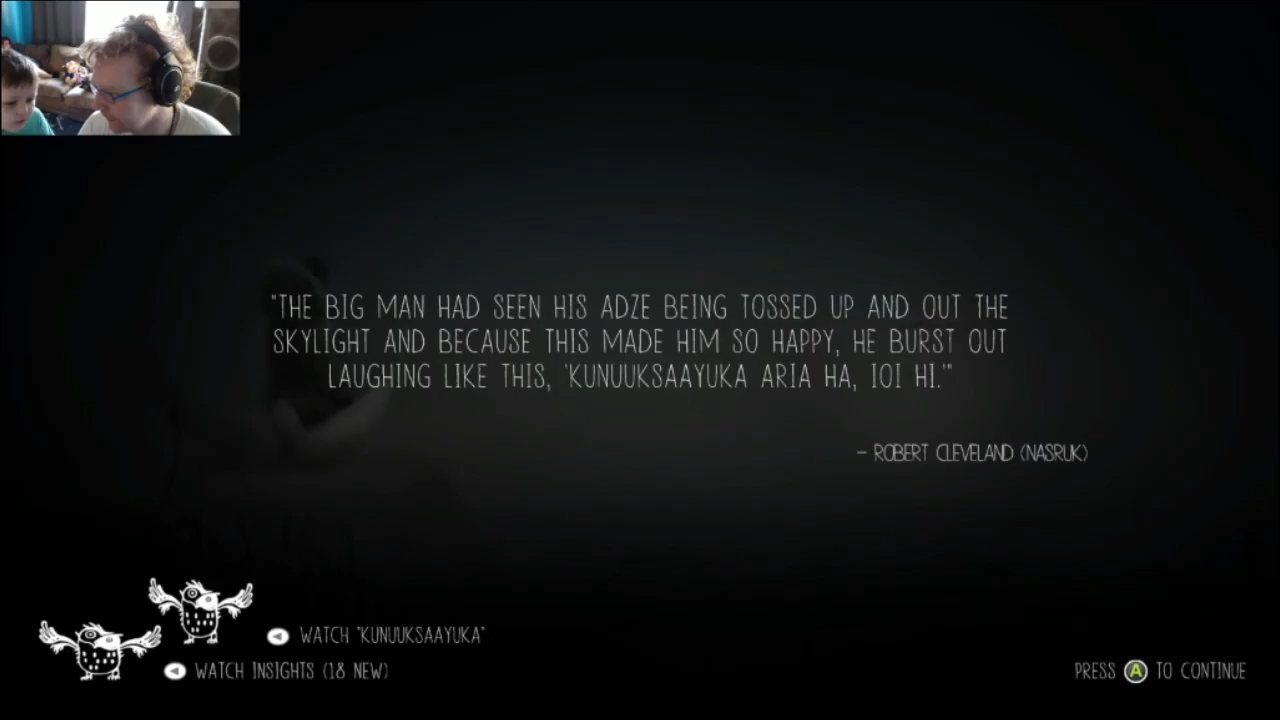 "THE BIG MAN HAD SEEN HIS ADZE BEING TOSSED UP AND OUT THE
SKYLIGHT AND BECAUSE THIS MADE HIM SO HAPPY, HE BURST OUT
LAUGHING LIKE THIS, 'KUNUUKSAAYUKA ARIA HA, IOI HI.'"
– ROBERT CLEVELAND (NASRUK)
WATCH "KUNUUKSAAYUKA"
WATCH INSIGHTS (18 NEW)
PRESS A TO CONTINUE